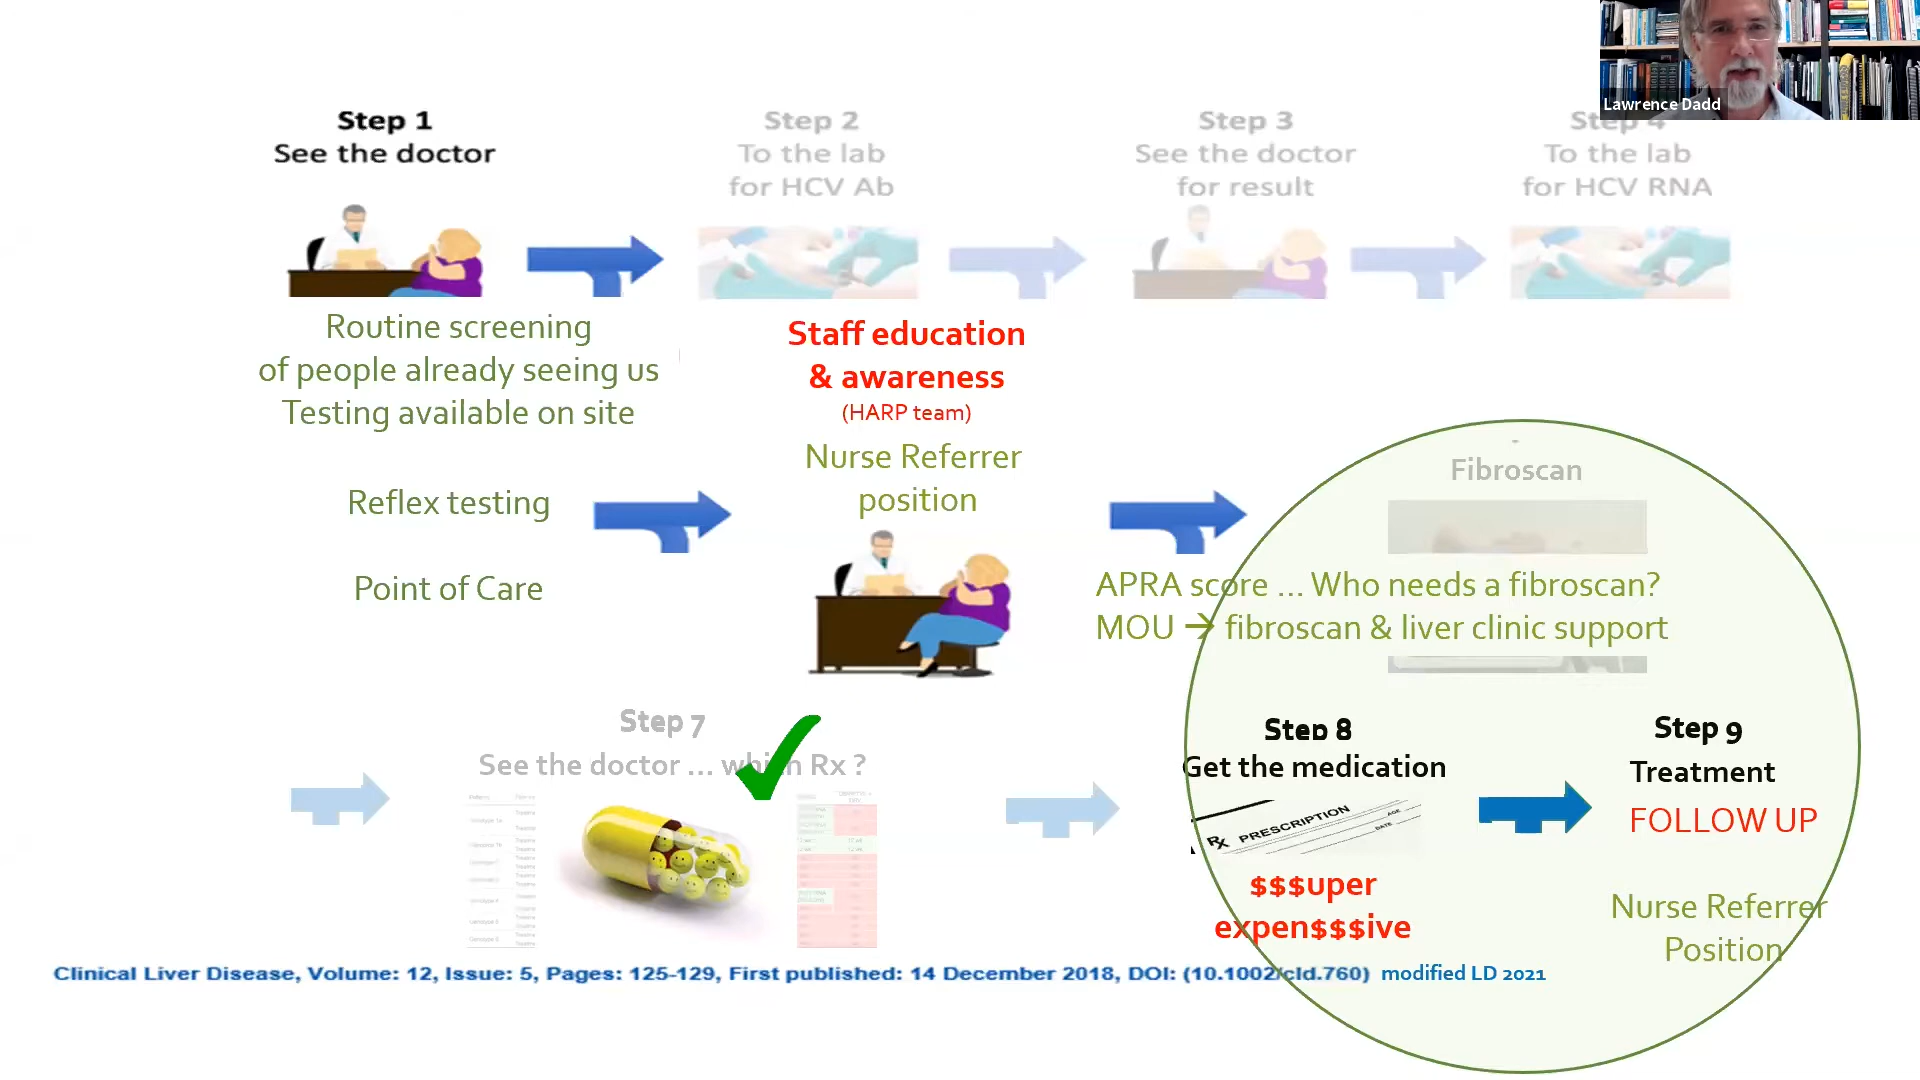 Lawrence Dadd
Step 1
See the doctor
Step 2
To the lab
for HCV Ab
Step 3
See the doctor
for result
Step 4
To the lab
for HCV RNA
Routine screening
of people already seeing us
Testing available on site
Reflex testing
Point of Care
Staff education
& awareness
(HARP team)
Nurse Referrer
position
Fibroscan
APRA score ... Who needs a fibroscan?
MOU → fibroscan & liver clinic support
Step 7
See the doctor ... which Rx ?
Step 8
Get the medication
Rx PRESCRIPTION
AGE
DATE
$$$uper
expen$$$ive
Step 9
Treatment
FOLLOW UP
Nurse Referrer
Position
Clinical Liver Disease, Volume: 12, Issue: 5, Pages: 125-129, First published: 14 December 2018, DOI: (10.1002/cld.760) modified LD 2021